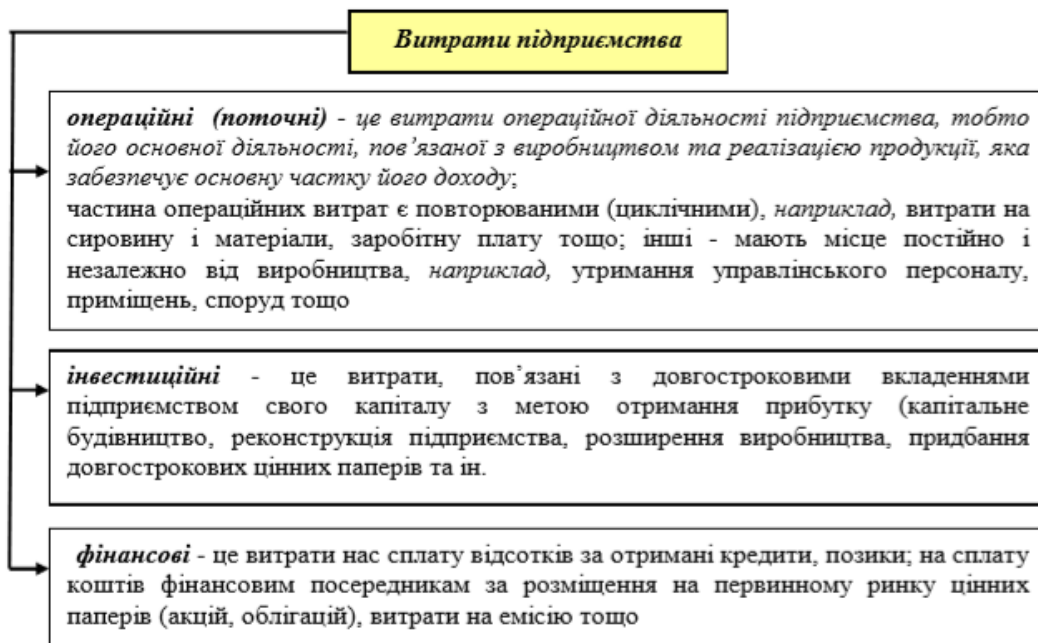 Витрати підприємства
операційні (поточні) - це витрати операційної діяльності підприємства, тобто
його основної діяльності, пов’язаної з виробництвом та реалізацією продукції, яка
забезпечує основну частку його доходу;
частина операційних витрат є повторюваними (циклічними), наприклад, витрати на
сировину і матеріали, заробітну плату тощо; інші - мають місце постійно і
незалежно від виробництва, наприклад, утримання управлінського персоналу,
приміщень, споруд тощо
інвестиційні - це витрати, пов’язані з довгостроковими вкладеннями
підприємством свого капіталу з метою отримання прибутку (капітальне
будівництво, реконструкція підприємства, розширення виробництва, придбання
довгострокових цінних паперів та ін.
фінансові - це витрати нас сплату відсотків за отримані кредити, позики; на сплату
коштів фінансовим посередникам за розміщення на первинному ринку цінних
паперів (акцій, облігацій), витрати на емісію тощо